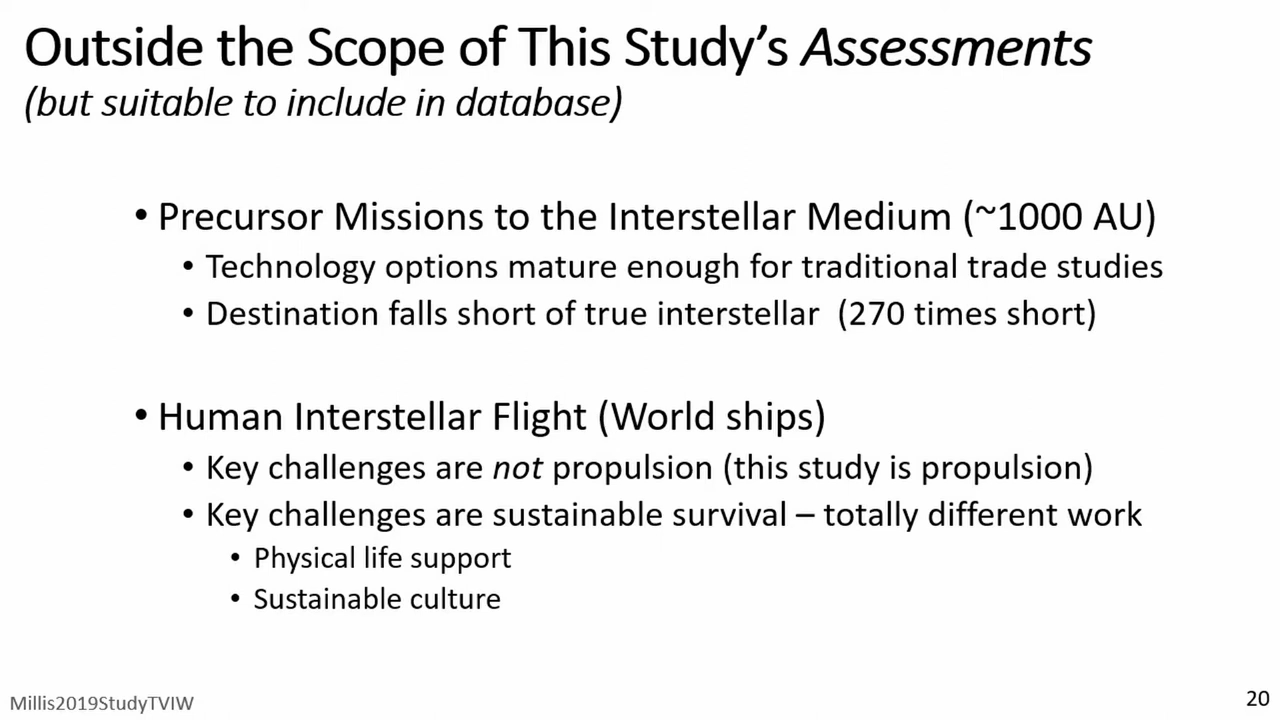 Outside the Scope of This Study's Assessments
(but suitable to include in database)
• Precursor Missions to the Interstellar Medium (~1000 AU)
• Technology options mature enough for traditional trade studies
• Destination falls short of true interstellar (270 times short)
• Human Interstellar Flight (World ships)
• Key challenges are not propulsion (this study is propulsion)
• Key challenges are sustainable survival – totally different work
• Physical life support
• Sustainable culture
Millis2019StudyTVIW
20